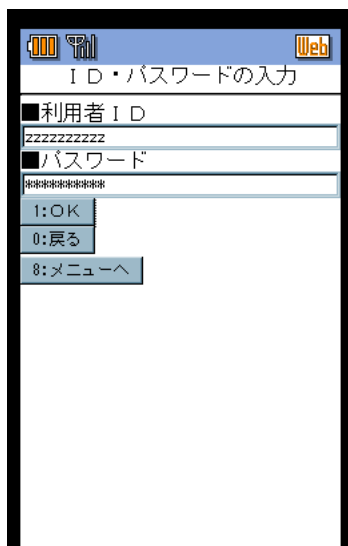 Web
ＩＤ・パスワードの入力
■利用者ＩＤ
zzzzzzzzzz
■パスワード
**********
1:ＯＫ
0:戻る
8:メニューへ